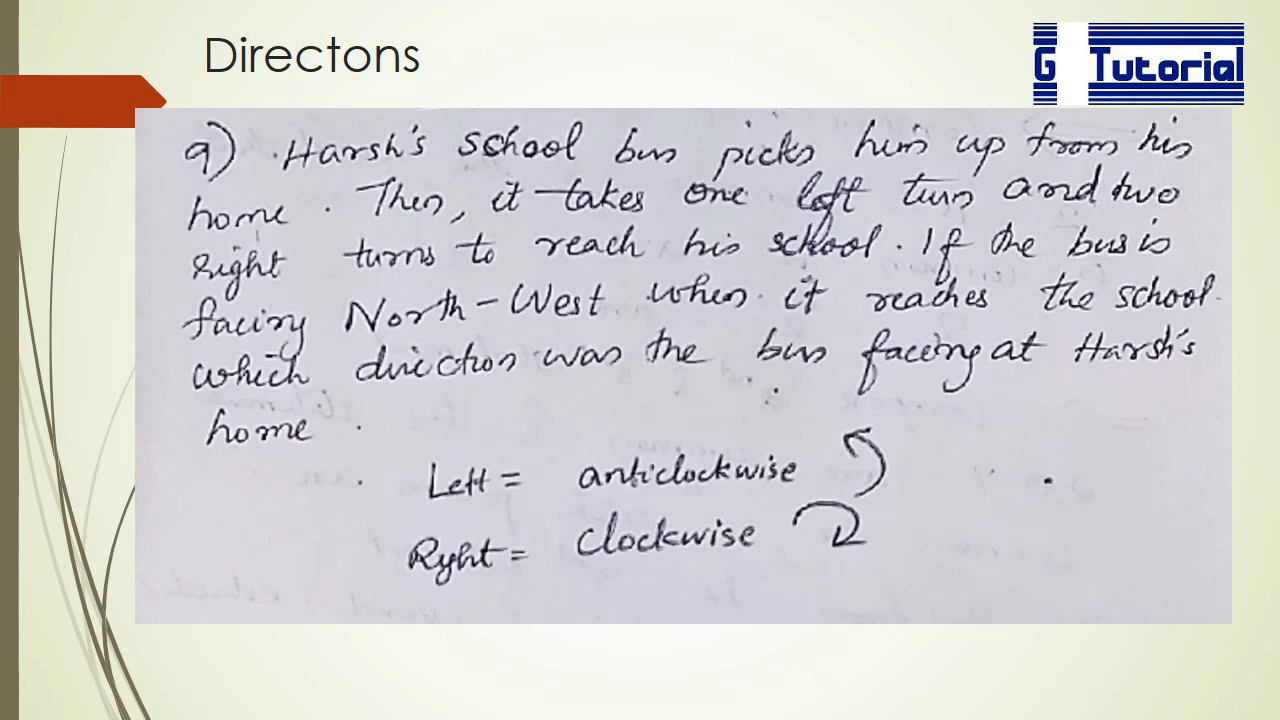 Directons
G Tutorial
9) Harsh's school bus picks him up from his
home. Then, it takes one left turn and two
Right turns to reach his school. If the bus is
facing North-West when it reaches the school
which direction was the bus facing at Harsh's
home.
Left = anticlockwise
Right = clockwise